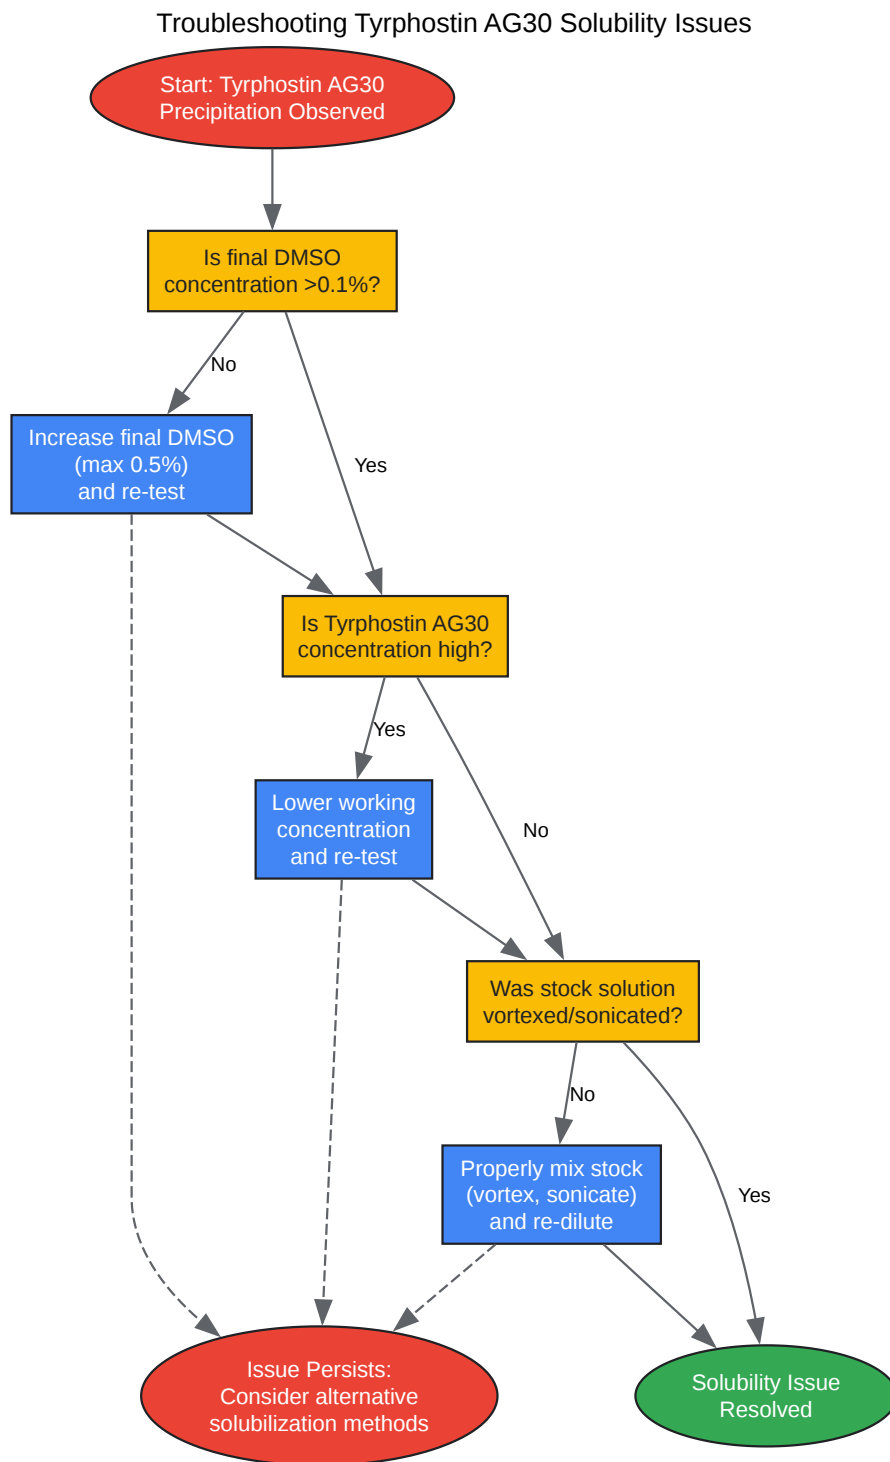 Troubleshooting Tyrphostin AG30 Solubility Issues
Start: Tyrphostin AG30
Precipitation Observed
Is final DMSO
concentration >0.1%?
No
Yes
Increase final DMSO
(max 0.5%)
and re-test
Is Tyrphostin AG30
concentration high?
Yes
No
Lower working
concentration
and re-test
Was stock solution
vortexed/sonicated?
No
Yes
Properly mix stock
(vortex, sonicate)
and re-dilute
Issue Persists:
Consider alternative
solubilization methods
Solubility Issue
Resolved